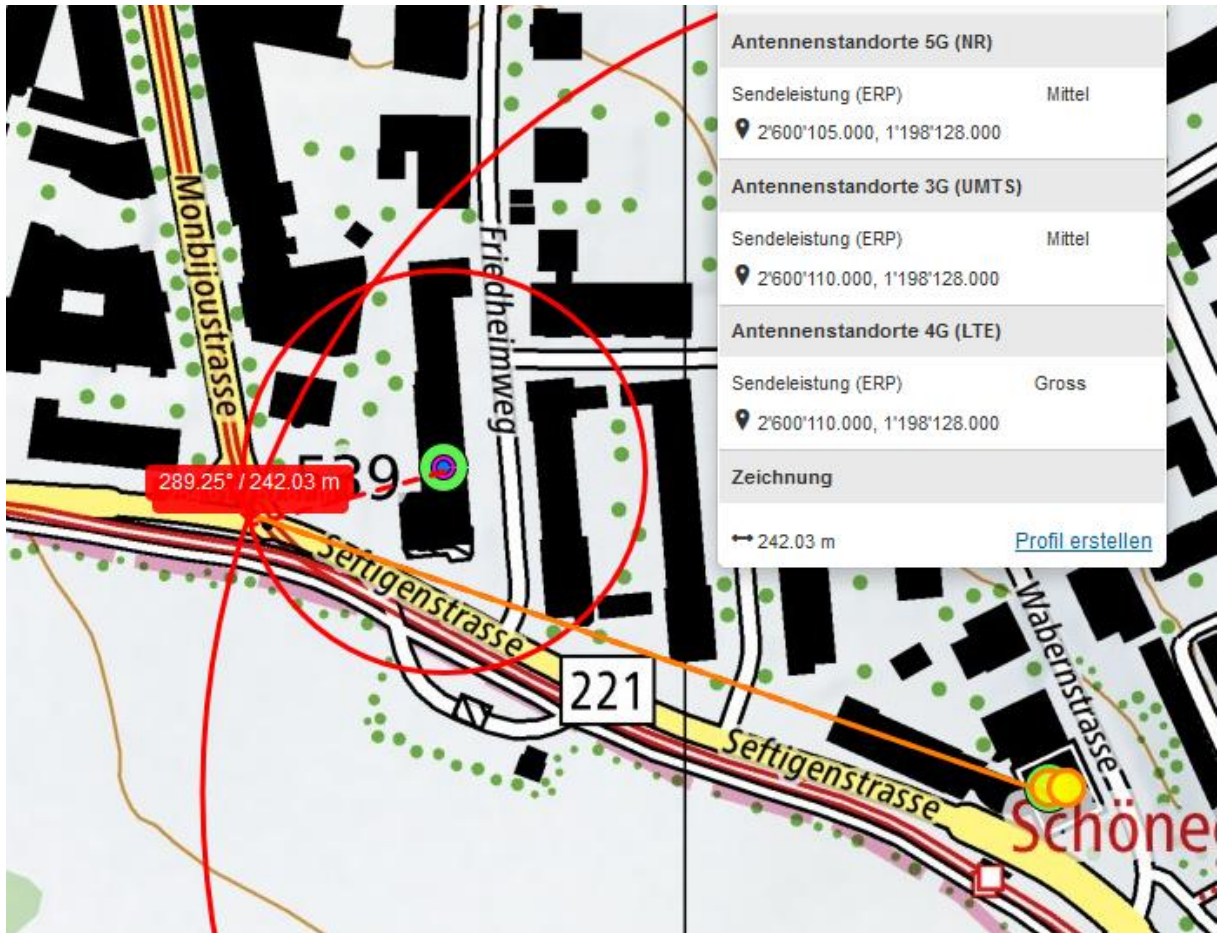 Antennenstandorte 5G (NR)
Sendeleistung (ERP) Mittel
2'600'105.000, 1'198'128.000
Antennenstandorte 3G (UMTS)
Sendeleistung (ERP) Mittel
2'600'110.000, 1'198'128.000
Antennenstandorte 4G (LTE)
Sendeleistung (ERP) Gross
2'600'110.000, 1'198'128.000
Zeichnung
242.03 m Profil erstellen
Monbijoustrasse
Friedheimweg
289.25° / 242.03 m
539
Seftigenstrasse
221
Seftigenstrasse
Wabernstrasse
Schöneg